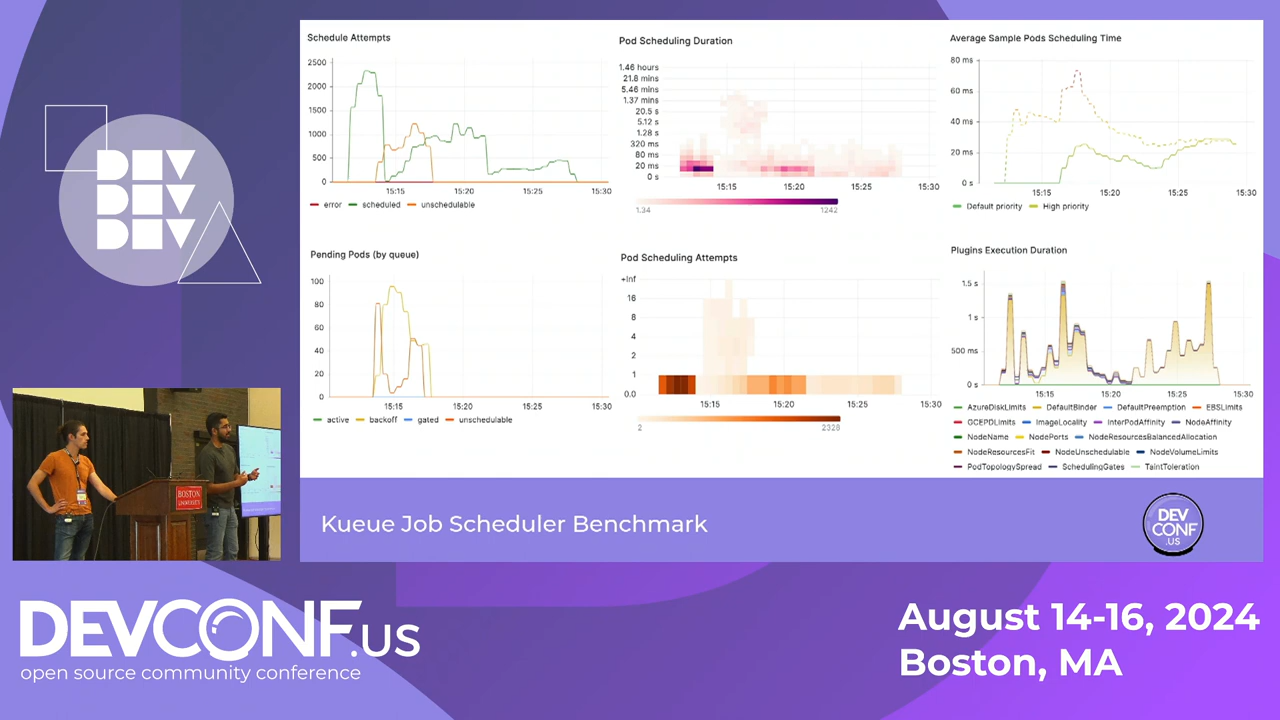 DEV
DEV
DEV
Schedule Attempts
2500
2000
1500
1000
500
0
15:15 15:20 15:25 15:30
error scheduled unschedulable
Pod Scheduling Duration
1.46 hours
21.8 mins
5.46 mins
1.37 mins
20.5 s
5.12 s
1.28 s
320 ms
80 ms
20 ms
0 s
15:15 15:20 15:25 15:30
1.34 1242
Average Sample Pods Scheduling Time
80 ms
60 ms
40 ms
20 ms
0 s
15:15 15:20 15:25 15:30
Default priority High priority
Pending Pods (by queue)
100
80
60
40
20
0
15:15 15:20 15:25 15:30
active backoff gated unschedulable
Pod Scheduling Attempts
+Inf
16
8
4
2
1
0.0
15:15 15:20 15:25 15:30
2 2328
Plugins Execution Duration
1.5 s
1 s
500 ms
0 s
15:15 15:20 15:25 15:30
AzureDiskLimits DefaultBinder DefaultPreemption EBSLimits
GCEPDLimits ImageLocality InterPodAffinity NodeAffinity
NodeName NodePorts NodeResourcesBalancedAllocation
NodeResourcesFit NodeUnschedulable NodeVolumeLimits
PodTopologySpread SchedulingGates TaintToleration
BOSTON
UNIVERSITY
Kueue Job Scheduler Benchmark
DEV
CONF
.US
DEVCONF.US
open source community conference
August 14-16, 2024
Boston, MA